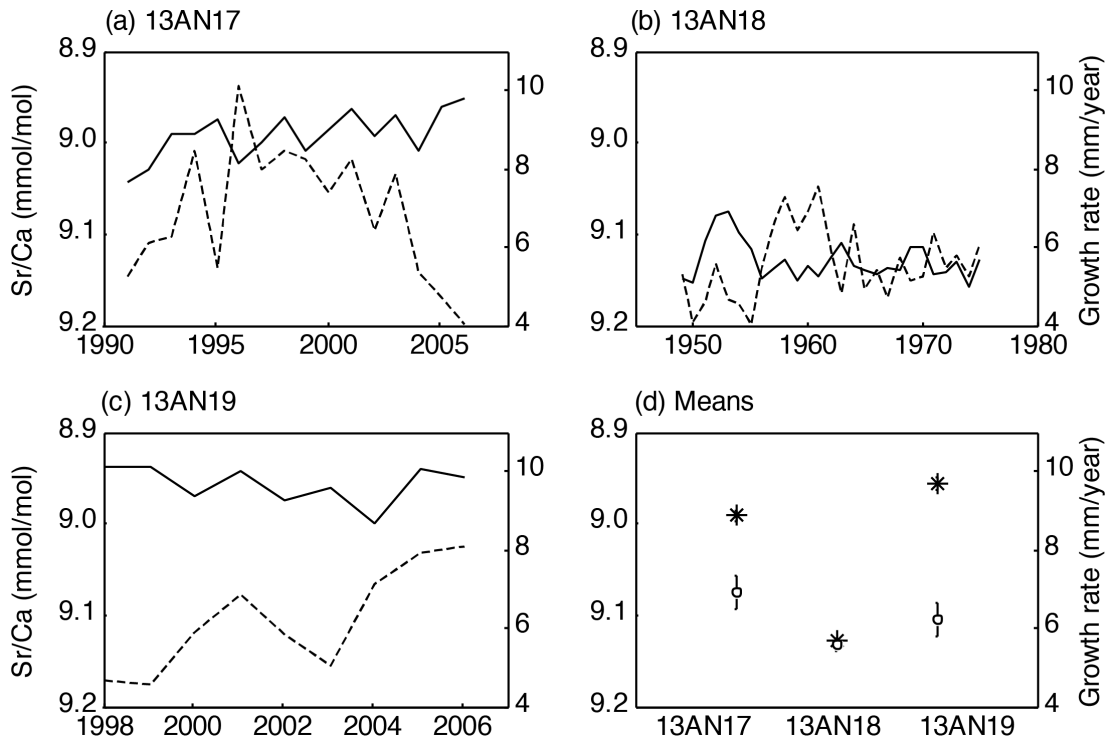 (a) 13AN17
8.9
9.0
9.1
9.2
Sr/Ca (mmol/mol)
10
8
6
4
1990 1995 2000 2005
(b) 13AN18
8.9
9.0
9.1
9.2
10
8
6
4
Growth rate (mm/year)
1950 1960 1970 1980
(c) 13AN19
8.9
9.0
9.1
9.2
Sr/Ca (mmol/mol)
10
8
6
4
1998 2000 2002 2004 2006
(d) Means
8.9
9.0
9.1
9.2
10
8
6
4
Growth rate (mm/year)
13AN17 13AN18 13AN19